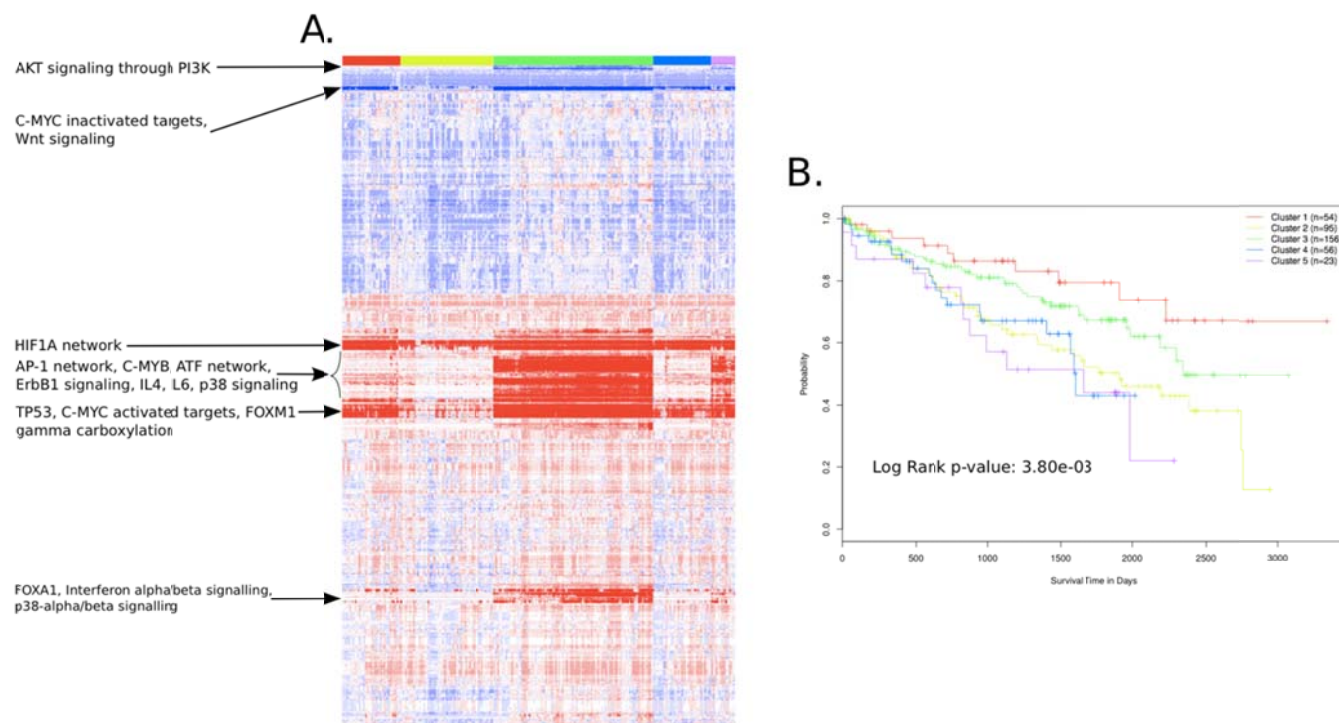 A.
AKT signaling through PI3K
C-MYC inactivated targets,
Wnt signaling
HIF1A network
AP-1 network, C-MYB, ATF network,
ErbB1 signaling, IL4, L6, p38 signaling
TP53, C-MYC activated targets, FOXM1
gamma carboxylation
FOXA1, Interferon alpha/beta signalling,
p38-alpha/beta signalling
B.
Cluster 1 (n=54)
Cluster 2 (n=95)
Cluster 3 (n=156
Cluster 4 (n=56)
Cluster 5 (n=23)
Probability
1.0
0.8
0.6
0.4
0.2
0.0
Log Rank p-value: 3.80e-03
0 500 1000 1500 2000 2500 3000
Survival Time in Days